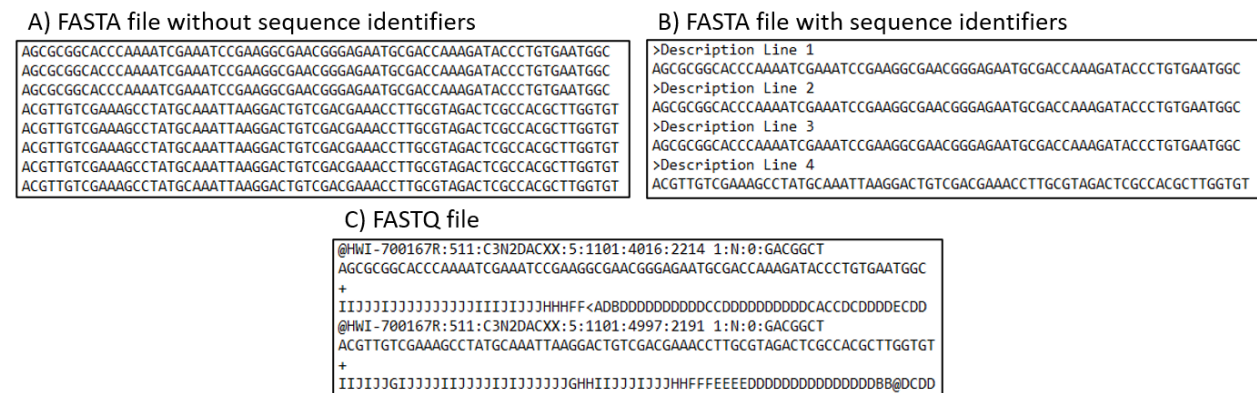 A) FASTA file without sequence identifiers
AGCGCGGCACCCAAAATCGAAATCCGAAGGCGAACGGGAGAATGCGACCAAAGATACCCTGTGAATGGC
AGCGCGGCACCCAAAATCGAAATCCGAAGGCGAACGGGAGAATGCGACCAAAGATACCCTGTGAATGGC
AGCGCGGCACCCAAAATCGAAATCCGAAGGCGAACGGGAGAATGCGACCAAAGATACCCTGTGAATGGC
ACGTTGTCGAAAGCCTATGCAAATTAAGGACTGTCGACGAAACCTTGCGTAGACTCGCCACGCTTGGTGT
ACGTTGTCGAAAGCCTATGCAAATTAAGGACTGTCGACGAAACCTTGCGTAGACTCGCCACGCTTGGTGT
ACGTTGTCGAAAGCCTATGCAAATTAAGGACTGTCGACGAAACCTTGCGTAGACTCGCCACGCTTGGTGT
ACGTTGTCGAAAGCCTATGCAAATTAAGGACTGTCGACGAAACCTTGCGTAGACTCGCCACGCTTGGTGT
ACGTTGTCGAAAGCCTATGCAAATTAAGGACTGTCGACGAAACCTTGCGTAGACTCGCCACGCTTGGTGT
B) FASTA file with sequence identifiers
>Description Line 1
AGCGCGGCACCCAAAATCGAAATCCGAAGGCGAACGGGAGAATGCGACCAAAGATACCCTGTGAATGGC
>Description Line 2
AGCGCGGCACCCAAAATCGAAATCCGAAGGCGAACGGGAGAATGCGACCAAAGATACCCTGTGAATGGC
>Description Line 3
AGCGCGGCACCCAAAATCGAAATCCGAAGGCGAACGGGAGAATGCGACCAAAGATACCCTGTGAATGGC
>Description Line 4
ACGTTGTCGAAAGCCTATGCAAATTAAGGACTGTCGACGAAACCTTGCGTAGACTCGCCACGCTTGGTGT
C) FASTQ file
@HWI-700167R:511:C3N2DACXX:5:1101:4016:2214 1:N:0:GACGGCT
AGCGCGGCACCCAAAATCGAAATCCGAAGGCGAACGGGAGAATGCGACCAAAGATACCCTGTGAATGGC
+
IIJJJIJJJJJJJJJJIIIJIJJJHHHFF<ADBDDDDDDDDDDCCDDDDDDDDDDCACCDCDDDDECDD
@HWI-700167R:511:C3N2DACXX:5:1101:4997:2191 1:N:0:GACGGCT
ACGTTGTCGAAAGCCTATGCAAATTAAGGACTGTCGACGAAACCTTGCGTAGACTCGCCACGCTTGGTGT
+
IIJIJJGIJJJJIIJJJJIJIJJJJJJGHHIIJJJIJJJHHFFFEEEEDDDDDDDDDDDDDDDBB@DCDD